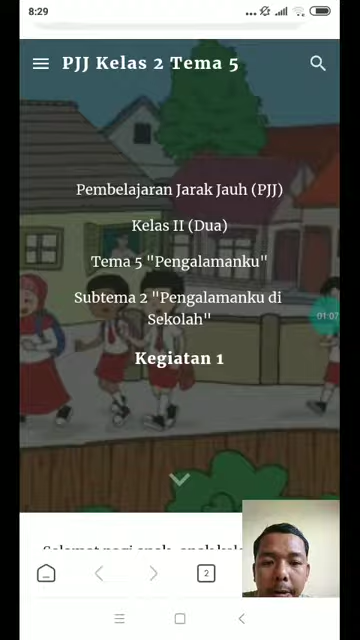 8:29
PJJ Kelas 2 Tema 5
Pembelajaran Jarak Jauh (PJJ)
Kelas II (Dua)
Tema 5 "Pengalamanku"
Subtema 2 "Pengalamanku di
Sekolah"
01:07
Kegiatan 1
2